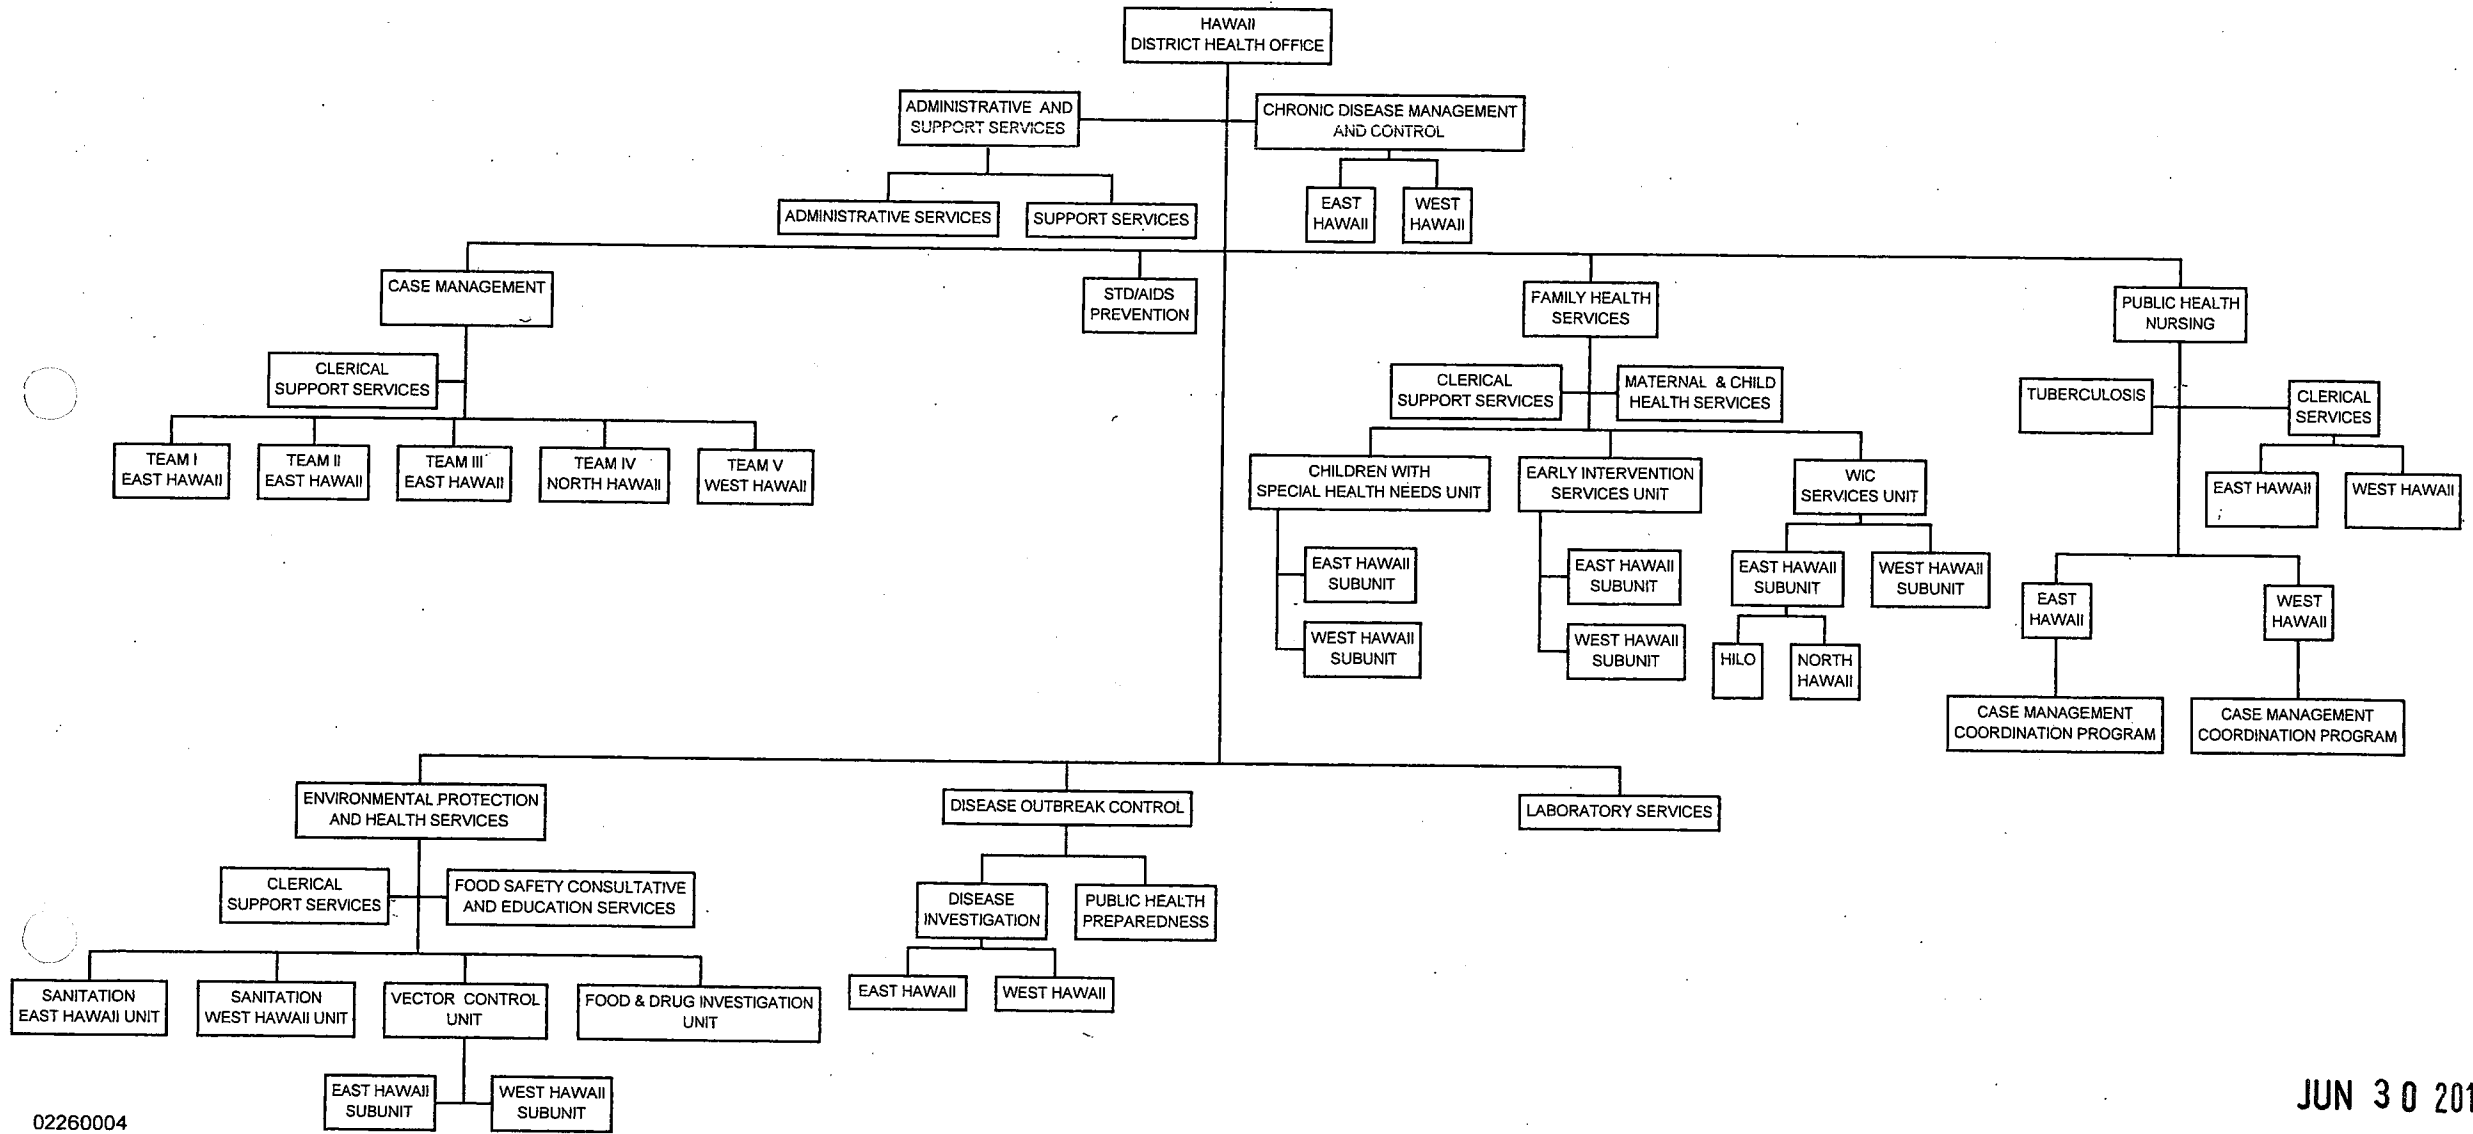 HAWAII
DISTRICT HEALTH OFFICE
ADMINISTRATIVE AND
SUPPORT SERVICES
CHRONIC DISEASE MANAGEMENT
AND CONTROL
ADMINISTRATIVE SERVICES
SUPPORT SERVICES
EAST
HAWAII
WEST
HAWAII
CASE MANAGEMENT
STD/AIDS
PREVENTION
FAMILY HEALTH
SERVICES
PUBLIC HEALTH
NURSING
CLERICAL
SUPPORT SERVICES
TEAM I
EAST HAWAII
TEAM II
EAST HAWAII
TEAM III
EAST HAWAII
TEAM IV
NORTH HAWAII
TEAM V
WEST HAWAII
CLERICAL
SUPPORT SERVICES
MATERNAL & CHILD
HEALTH SERVICES
CHILDREN WITH
SPECIAL HEALTH NEEDS UNIT
EARLY INTERVENTION
SERVICES UNIT
WIC
SERVICES UNIT
EAST HAWAII
SUBUNIT
WEST HAWAII
SUBUNIT
EAST HAWAII
SUBUNIT
WEST HAWAII
SUBUNIT
EAST HAWAII
SUBUNIT
WEST HAWAII
SUBUNIT
HILO
NORTH
HAWAII
TUBERCULOSIS
CLERICAL
SERVICES
EAST HAWAII
WEST HAWAII
EAST
HAWAII
WEST
HAWAII
CASE MANAGEMENT
COORDINATION PROGRAM
CASE MANAGEMENT
COORDINATION PROGRAM
ENVIRONMENTAL PROTECTION
AND HEALTH SERVICES
DISEASE OUTBREAK CONTROL
LABORATORY SERVICES
CLERICAL
SUPPORT SERVICES
FOOD SAFETY CONSULTATIVE
AND EDUCATION SERVICES
DISEASE
INVESTIGATION
PUBLIC HEALTH
PREPAREDNESS
EAST HAWAII
WEST HAWAII
SANITATION
EAST HAWAII UNIT
SANITATION
WEST HAWAII UNIT
VECTOR CONTROL
UNIT
FOOD & DRUG INVESTIGATION
UNIT
EAST HAWAII
SUBUNIT
WEST HAWAII
SUBUNIT
02260004
JUN 30 201